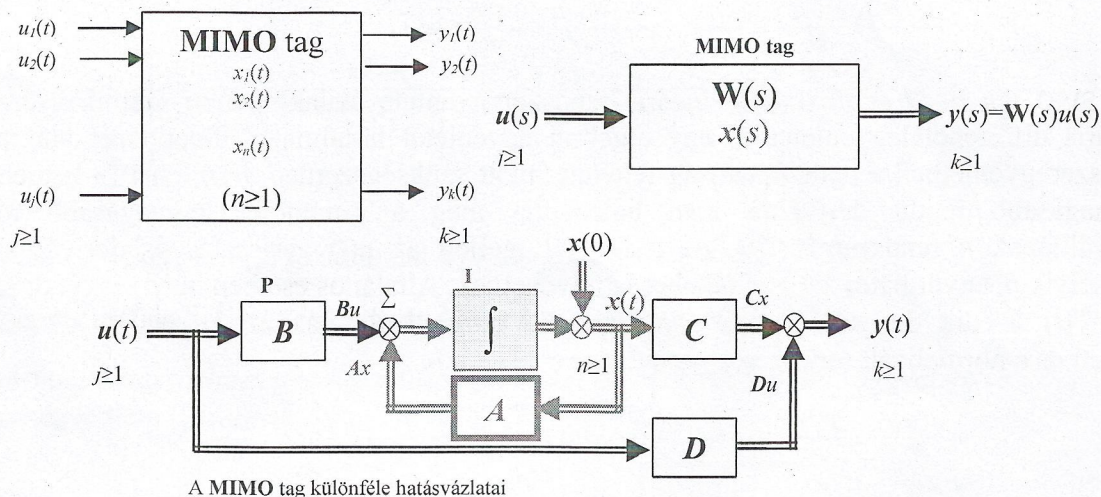 u₁(t)
u₂(t)
uⱼ(t)
j≥1
MIMO tag
x₁(t)
x₂(t)
xₙ(t)
(n≥1)
y₁(t)
y₂(t)
yₖ(t)
k≥1
MIMO tag
u(s)
j≥1
W(s)
x(s)
y(s)=W(s)u(s)
k≥1
x(0)
u(t)
j≥1
P
B
Bu
Σ
Ax
I
∫
A
x(t)
n≥1
C
Cx
Du
D
y(t)
k≥1
A MIMO tag különféle hatásvázlatai